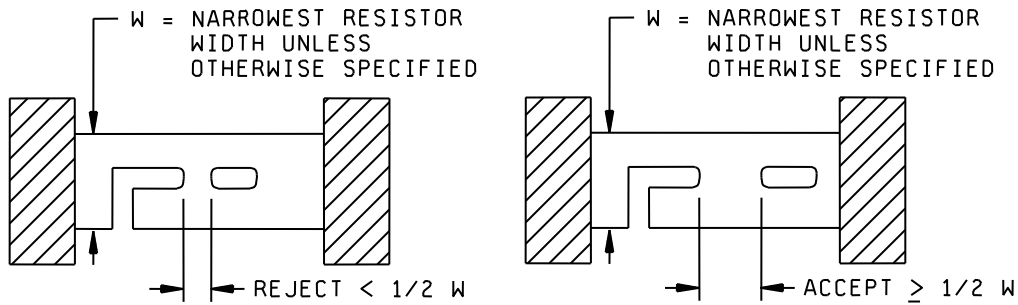 W = NARROWEST RESISTOR
WIDTH UNLESS
OTHERWISE SPECIFIED
REJECT < 1/2 W
W = NARROWEST RESISTOR
WIDTH UNLESS
OTHERWISE SPECIFIED
ACCEPT ≥ 1/2 W